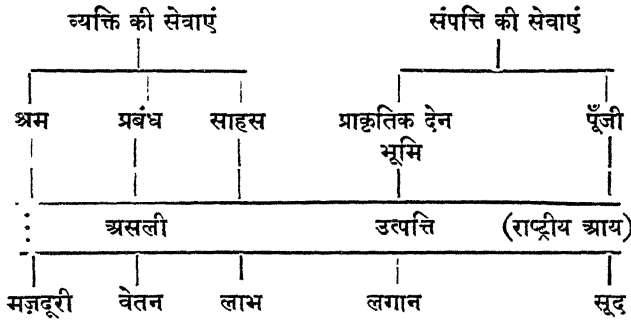 व्यक्ति की सेवाएं संपत्ति की सेवाएं
श्रम प्रबंध साहस प्राकृतिक देन पूँजी
भूमि
असली उत्पत्ति (राष्ट्रीय आय)
मज़दूरी वेतन लाभ लगान सूद